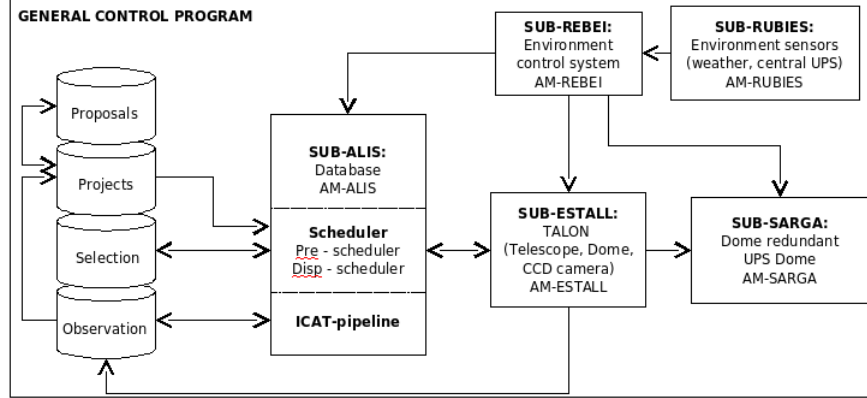 GENERAL CONTROL PROGRAM
SUB-REBEI:
Environment
control system
AM-REBEI
SUB-RUBIES:
Environment sensors
(weather, central UPS)
AM-RUBIES
Proposals
Projects
Selection
Observation
SUB-ALIS:
Database
AM-ALIS
Scheduler
Pre - scheduler
Disp - scheduler
ICAT-pipeline
SUB-ESTALL:
TALON
(Telescope, Dome,
CCD camera)
AM-ESTALL
SUB-SARGA:
Dome redundant
UPS Dome
AM-SARGA